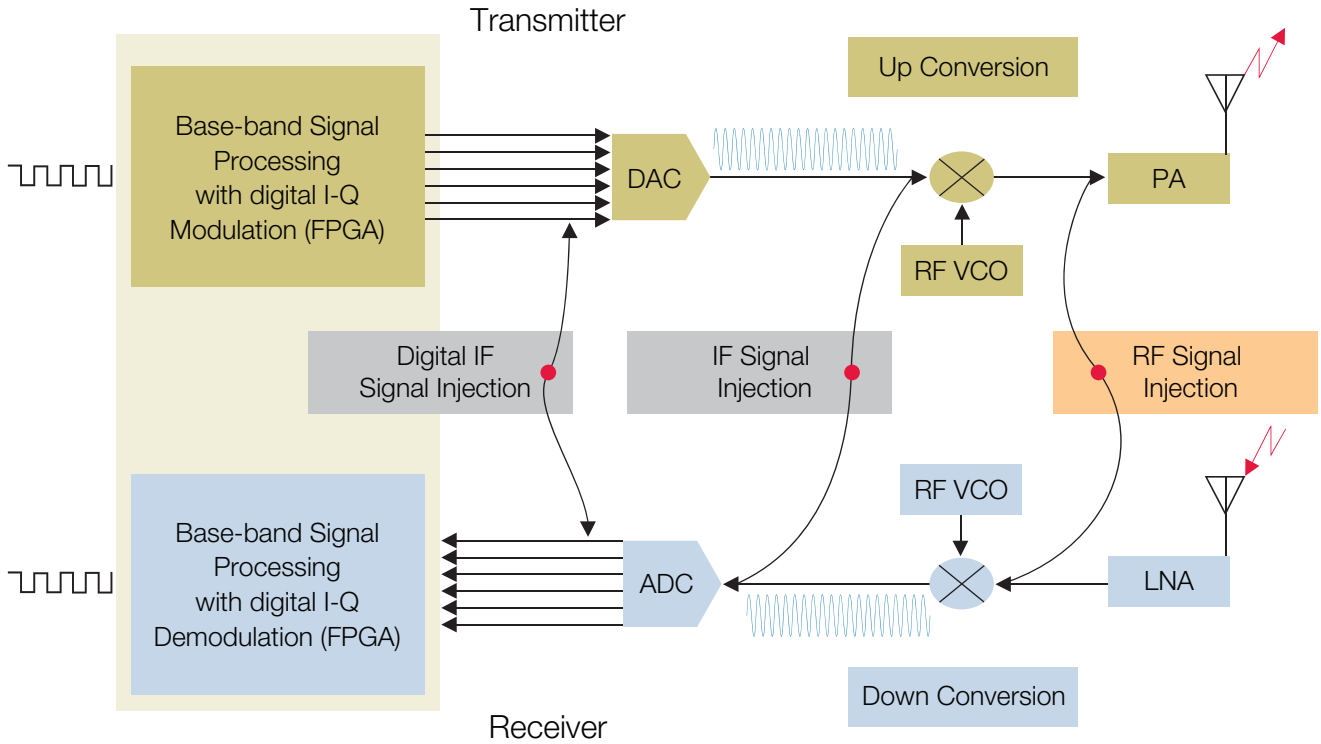 Transmitter
Up Conversion
Base-band Signal
Processing
with digital I-Q
Modulation (FPGA)
DAC
PA
RF VCO
Digital IF
Signal Injection
IF Signal
Injection
RF Signal
Injection
RF VCO
Base-band Signal
Processing
with digital I-Q
Demodulation (FPGA)
ADC
LNA
Down Conversion
Receiver